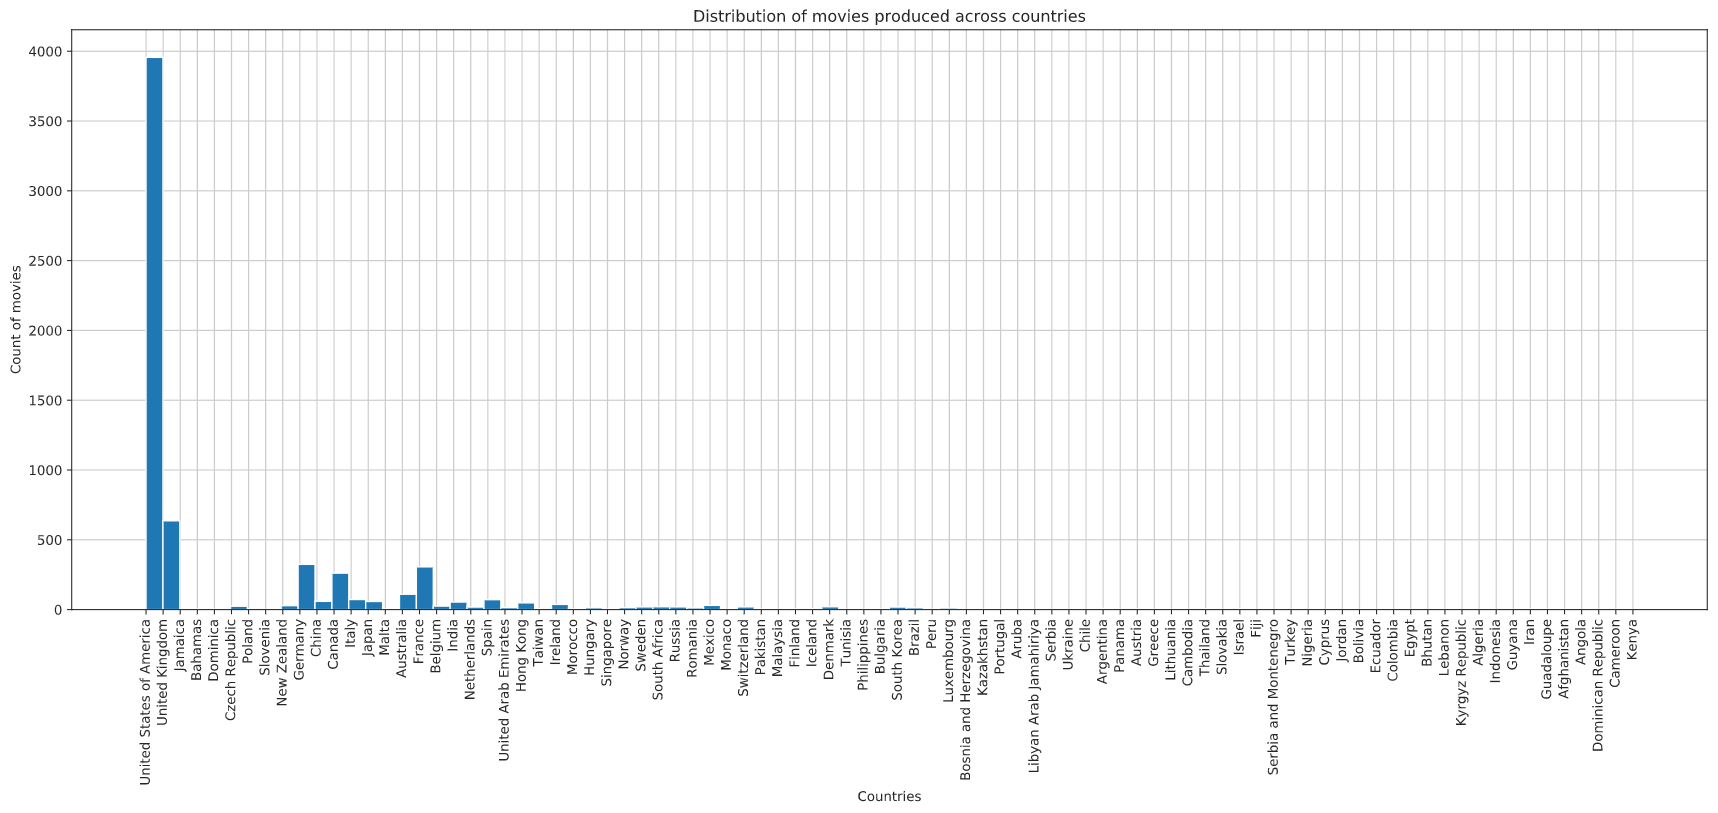 Distribution of movies produced across countries
Count of movies
4000
3500
3000
2500
2000
1500
1000
500
0
United States of America
United Kingdom
Jamaica
Bahamas
Dominica
Czech Republic
Poland
Slovenia
New Zealand
Germany
China
Canada
Italy
Japan
Malta
Australia
France
Belgium
India
Netherlands
Spain
United Arab Emirates
Hong Kong
Taiwan
Ireland
Morocco
Hungary
Singapore
Norway
Sweden
South Africa
Russia
Romania
Mexico
Monaco
Switzerland
Pakistan
Malaysia
Finland
Iceland
Denmark
Tunisia
Philippines
Bulgaria
South Korea
Brazil
Peru
Luxembourg
Bosnia and Herzegovina
Kazakhstan
Portugal
Aruba
Libyan Arab Jamahiriya
Serbia
Ukraine
Chile
Argentina
Panama
Austria
Greece
Lithuania
Cambodia
Thailand
Slovakia
Israel
Fiji
Serbia and Montenegro
Turkey
Nigeria
Cyprus
Jordan
Bolivia
Ecuador
Colombia
Egypt
Bhutan
Lebanon
Kyrgyz Republic
Algeria
Indonesia
Guyana
Iran
Guadaloupe
Afghanistan
Angola
Dominican Republic
Cameroon
Kenya
Countries